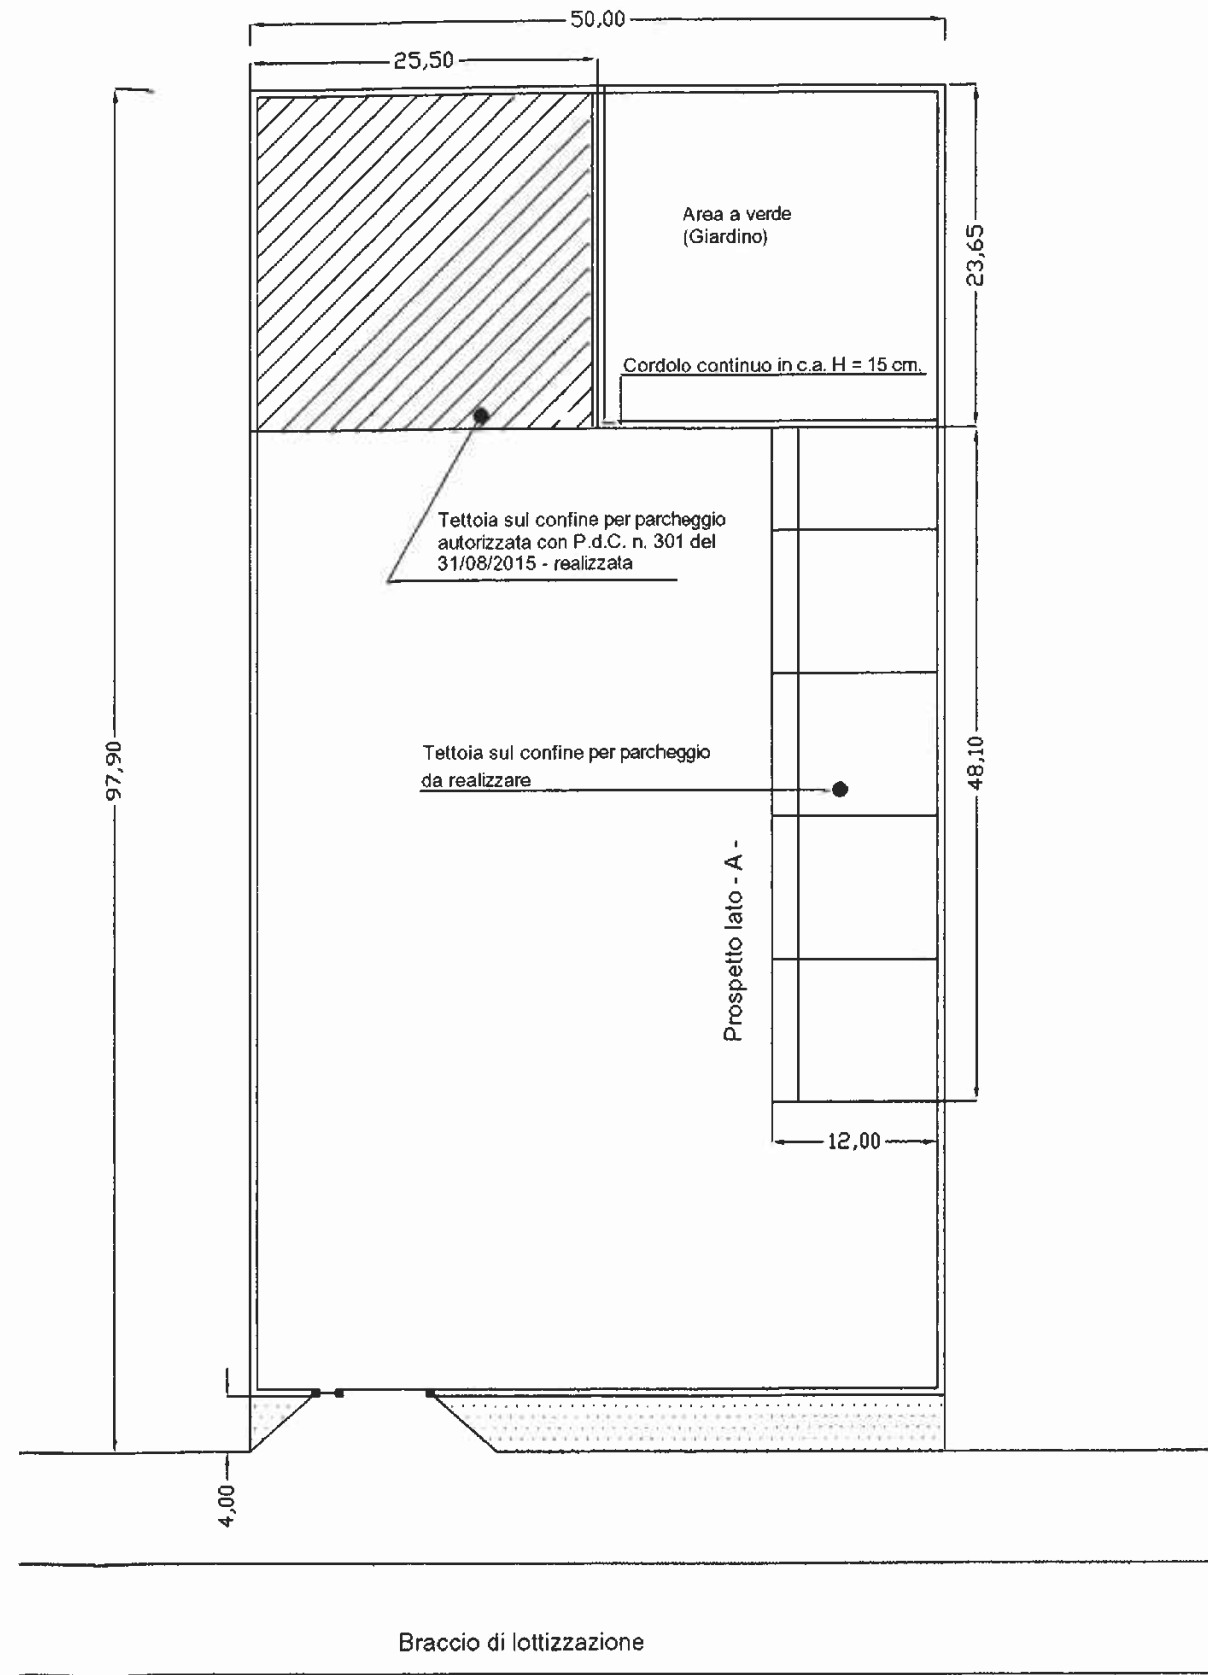 50,00
25,50
Area a verde
(Giardino)
23,65
Cordolo continuo in c.a. H = 15 cm.
Tettoia sul confine per parcheggio
autorizzata con P.d.C. n. 301 del
31/08/2015 - realizzata
97,90
Tettoia sul confine per parcheggio
da realizzare
48,10
Prospetto lato - A -
12,00
4,00
Braccio di lottizzazione